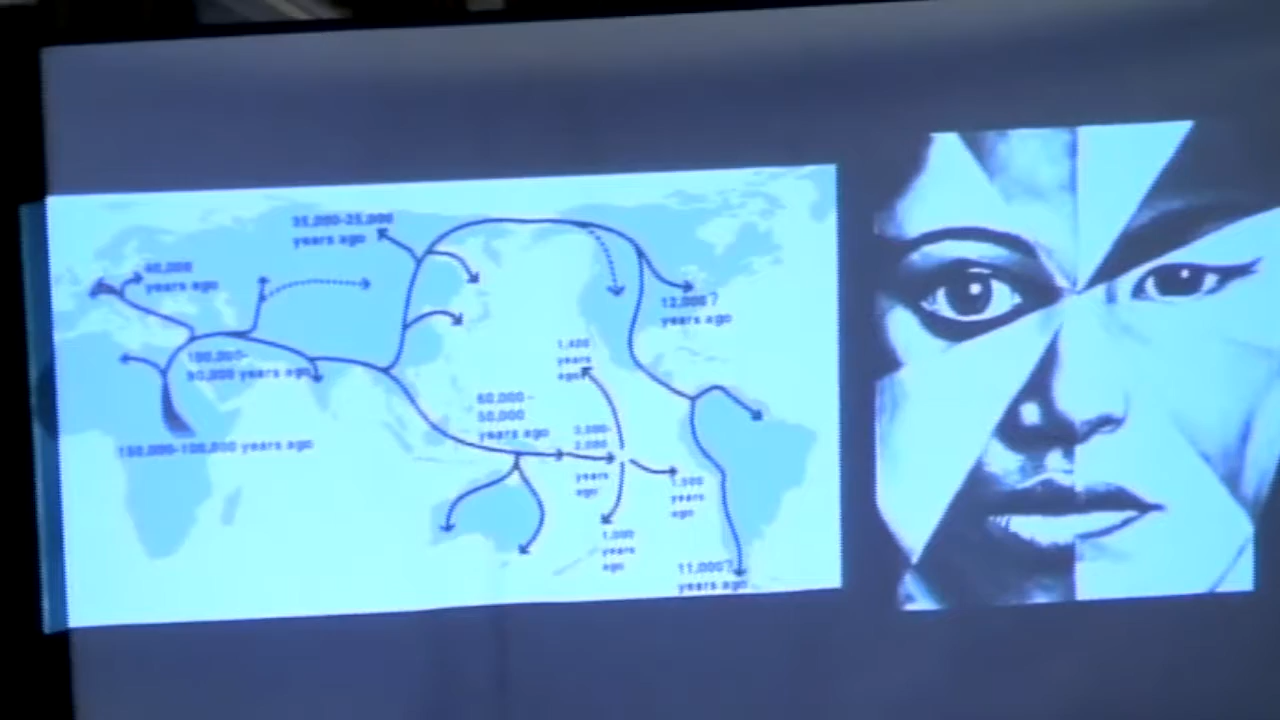 35,000-25,000
years ago
40,000
years ago
12,000?
years ago
100,000-
50,000 years ago
1,400
years
ago
60,000 -
50,000
years ago
3,000-
2,000
years
ago
150,000-100,000 years ago
1,500
years
ago
1,000
years
ago
11,000?
years ago